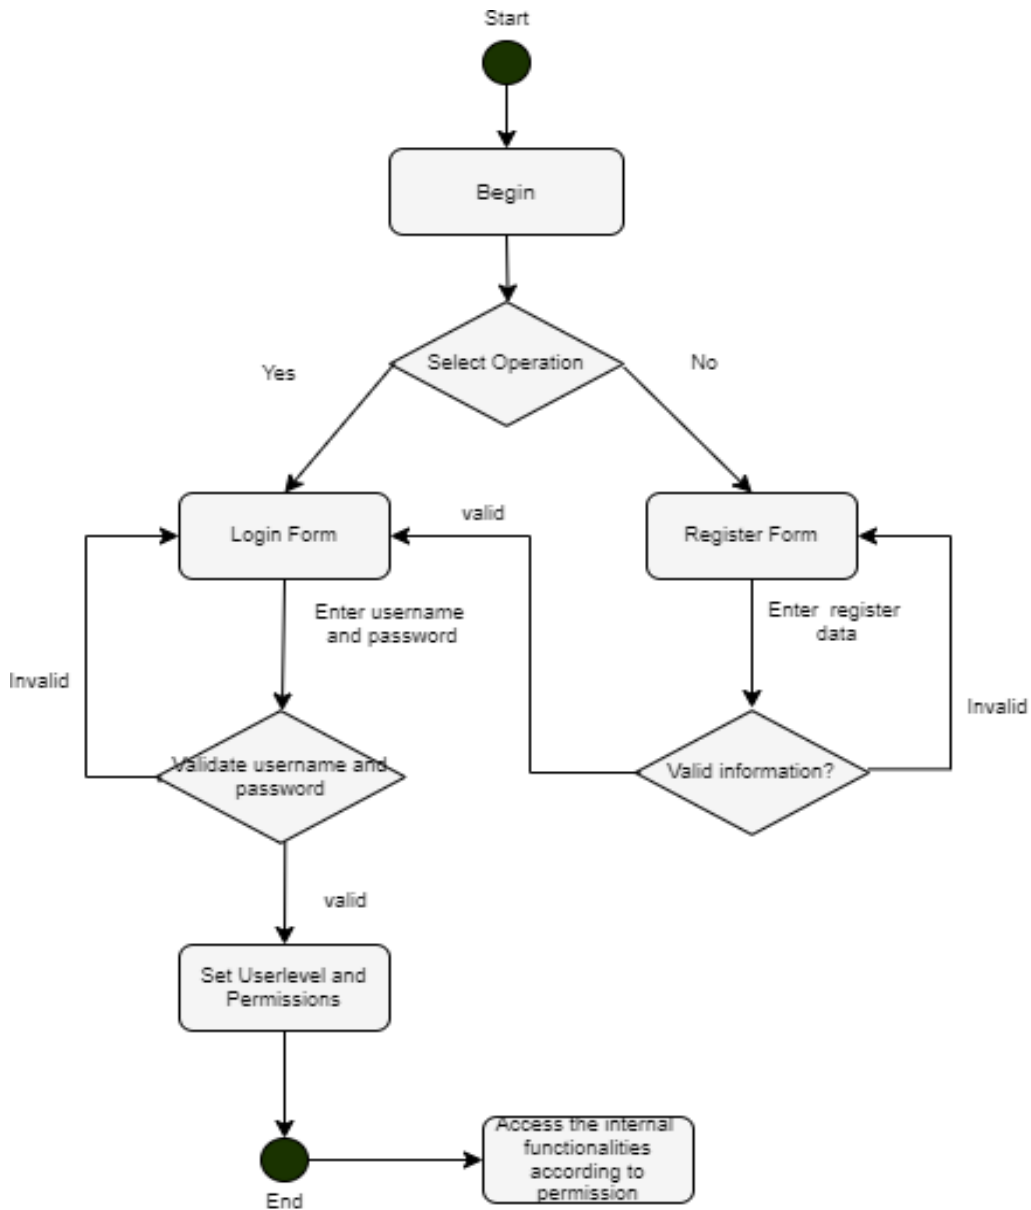 Start
Begin
Select Operation
Yes
No
Login Form
valid
Register Form
Enter username
and password
Enter  register
data
Invalid
Invalid
Validate username and
password
Valid information?
valid
Set Userlevel and
Permissions
Access the internal
functionalities
according to
permission
End